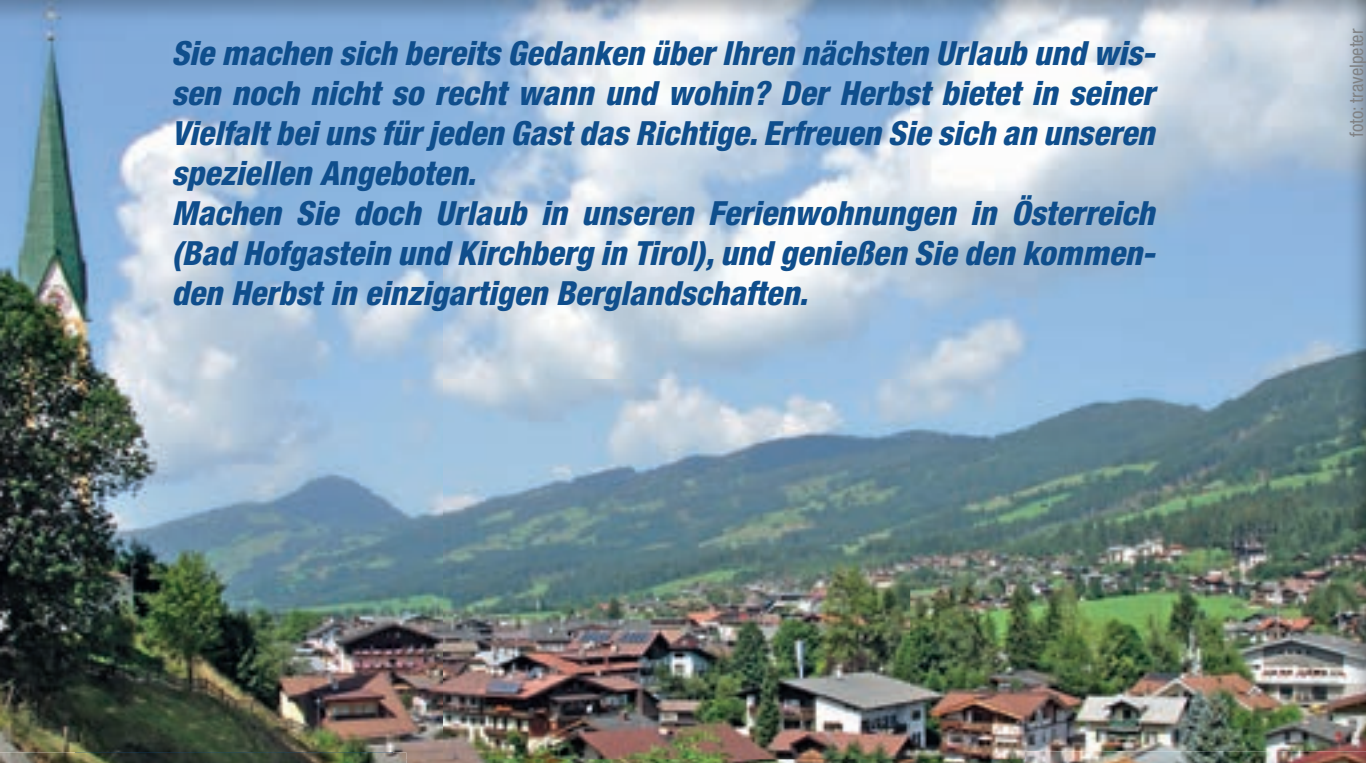 Sie machen sich bereits Gedanken über Ihren nächsten Urlaub und wis-
sen noch nicht so recht wann und wohin? Der Herbst bietet in seiner
Vielfalt bei uns für jeden Gast das Richtige. Erfreuen Sie sich an unseren
speziellen Angeboten.
Machen Sie doch Urlaub in unseren Ferienwohnungen in Österreich
(Bad Hofgastein und Kirchberg in Tirol), und genießen Sie den kommen-
den Herbst in einzigartigen Berglandschaften.
foto: travelpeter